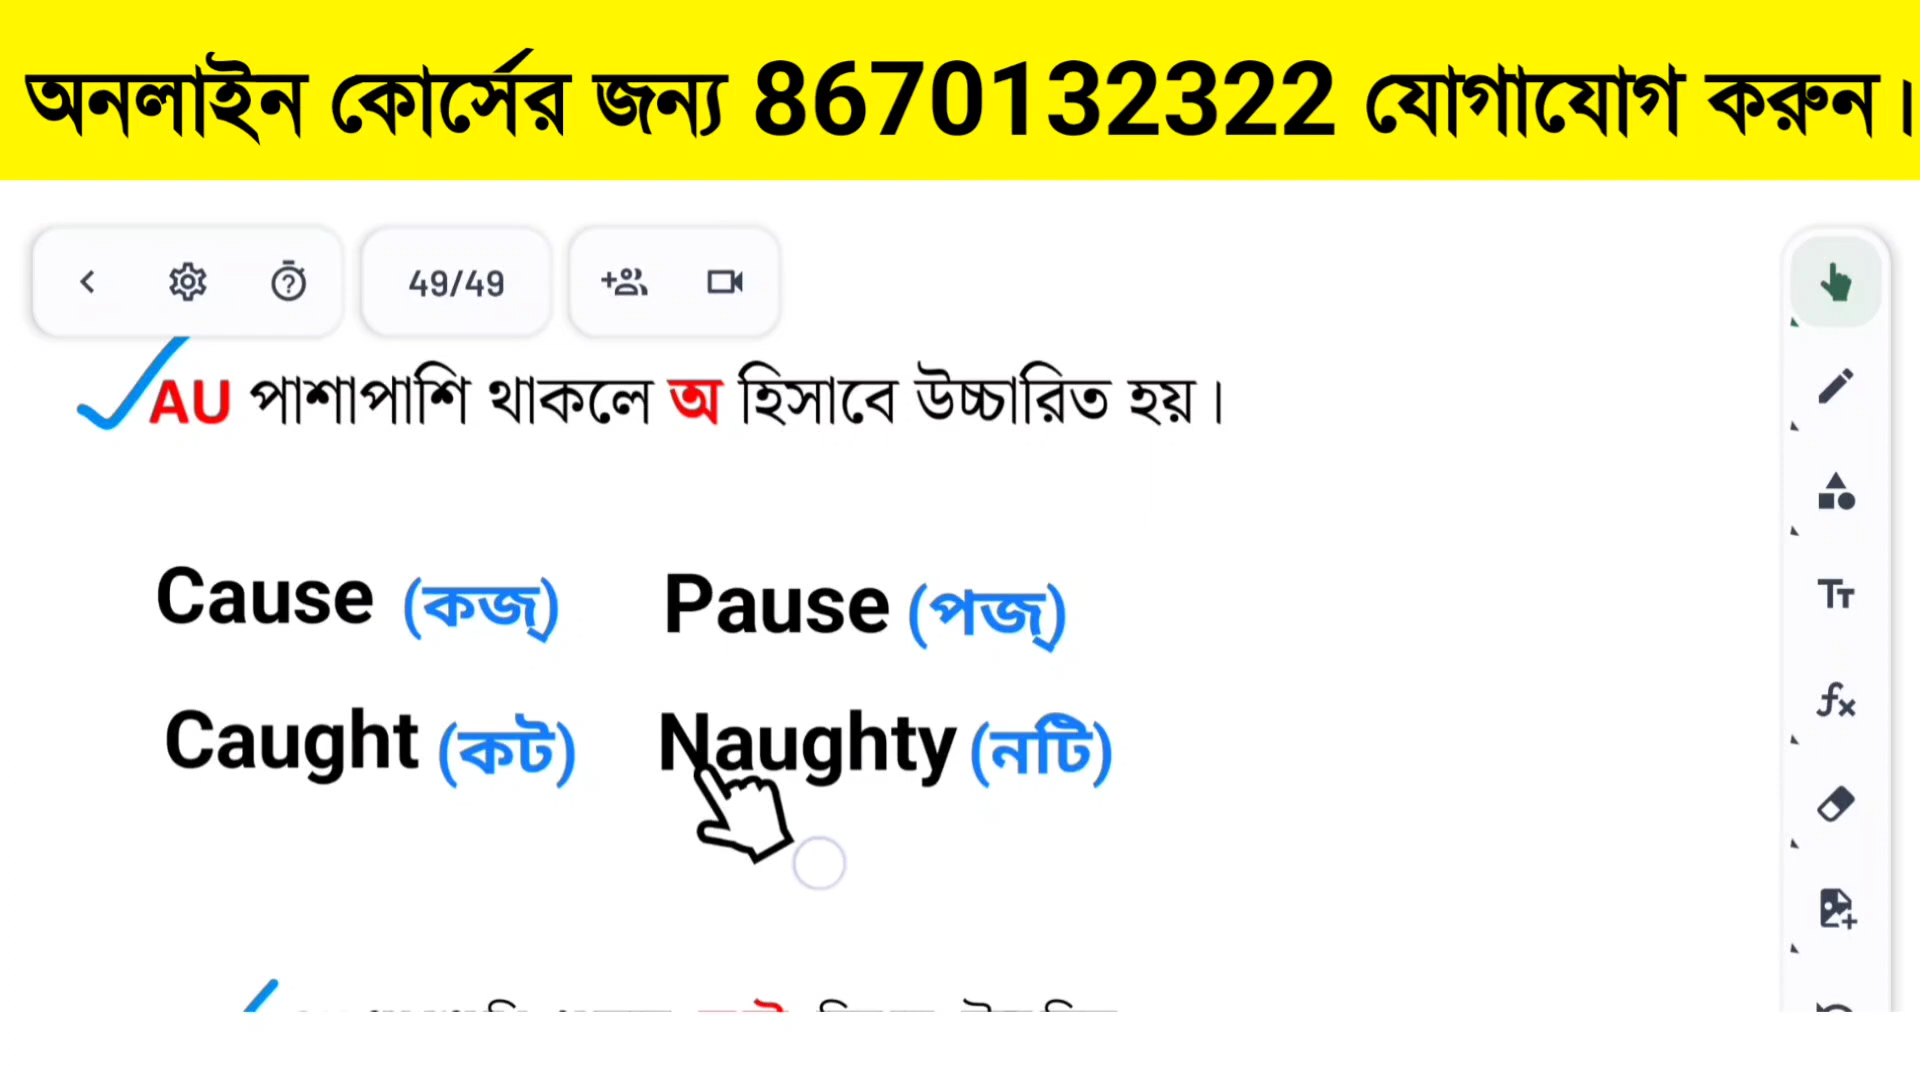 অনলাইন কোর্সের জন্য 8670132322 যোগাযোগ করুন।
49/49
AU পাশাপাশি থাকলে অ হিসাবে উচ্চারিত হয়।
Cause (কজ্) Pause (পজ্)
Caught (কট) Naughty (নটি)